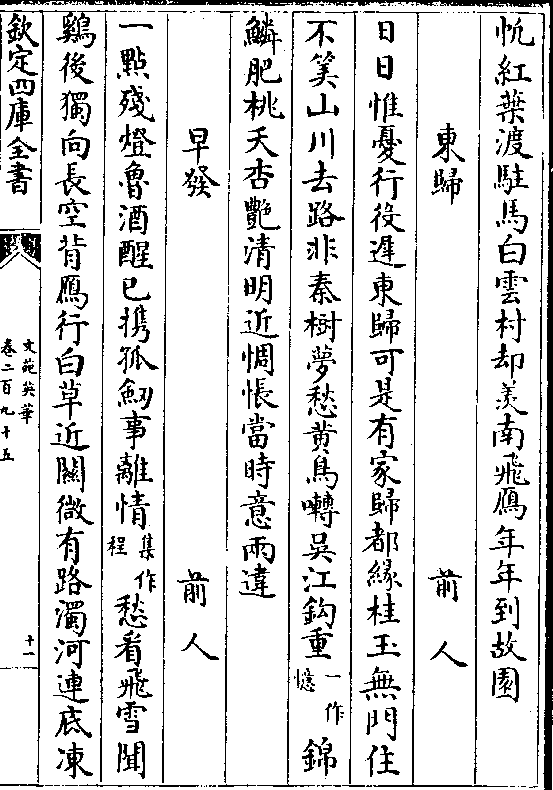 忱紅葉渡駐馬白雲村却羨南飛鴈年年到故園
東歸 前人
日日惟憂行役遲東歸可是有家歸都緣桂玉無門住
不筭山川去路非秦樹夢愁黄鳥囀吳江鈎重一作憶錦
鱗肥桃夭杏艷清明近惆悵當時意兩違
早發 前人
一點殘燈魯酒醒已攜孤劒事離情集作程愁看飛雪聞
鷄後獨向長空背鴈行白草近關微有路濁河連底凍
欽定四庫全書
文苑英華
卷二百九十五
十一